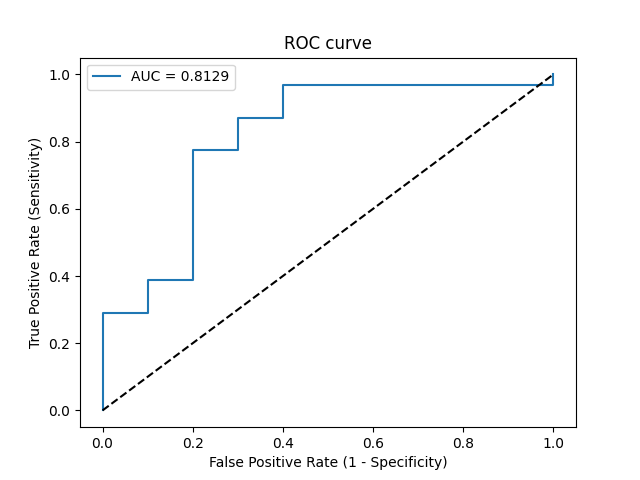 ROC curve
AUC = 0.8129
1.0
0.8
0.6
0.4
0.2
0.0
True Positive Rate (Sensitivity)
0.0 0.2 0.4 0.6 0.8 1.0
False Positive Rate (1 - Specificity)